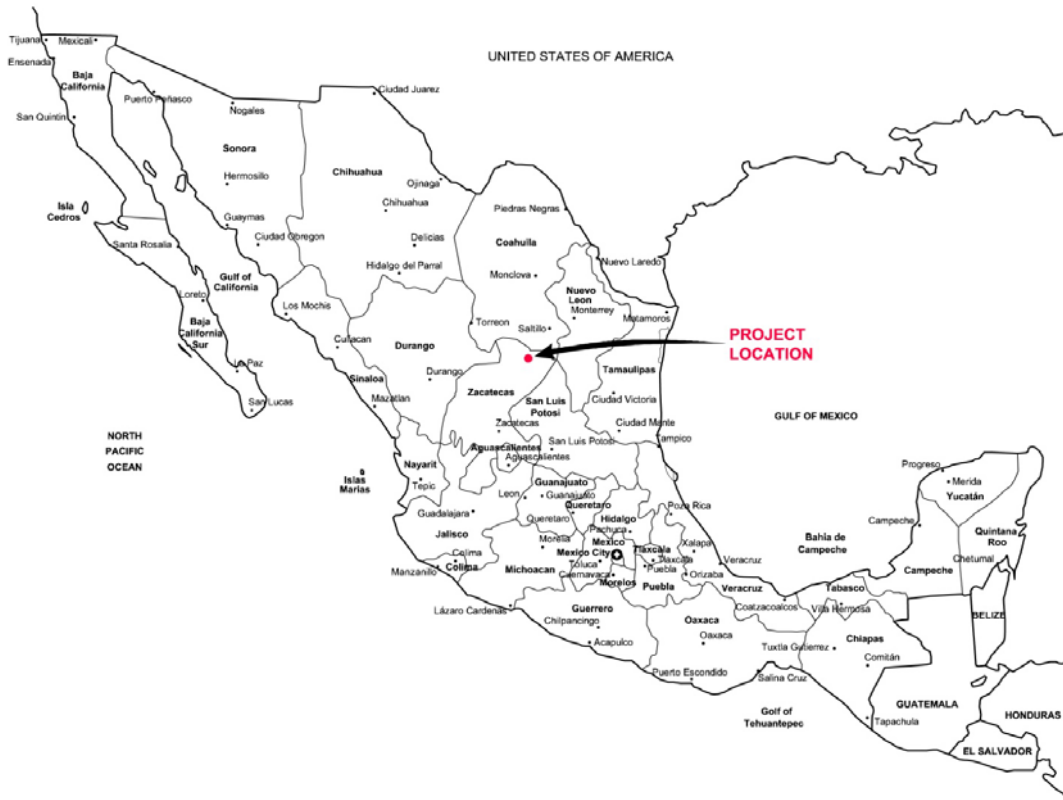 UNITED STATES OF AMERICA
Tijuana
Mexicali
Ensenada
Baja
California
San Quintin
Puerto Peñasco
Nogales
Ciudad Juarez
Sonora
Hermosillo
Chihuahua
Ojinaga
Chihuahua
Isla
Cedros
Guaymas
Ciudad Obregon
Santa Rosalia
Delicias
Hidalgo del Parral
Piedras Negras
Coahuila
Monclova
Nuevo Laredo
Gulf of
California
Loreto
Los Mochis
Nuevo
Leon
Monterrey
Matamoros
Baja
California
Sur
Culiacan
Durango
Torreon
Saltillo
PROJECT
LOCATION
La Paz
San Lucas
Sinaloa
Durango
Mazatlan
Zacatecas
Zacatecas
San Luis
Potosi
Tamaulipas
Ciudad Victoria
Ciudad Mante
San Luis Potosi
Tampico
GULF OF MEXICO
NORTH
PACIFIC
OCEAN
Islas
Marias
Nayarit
Tepic
Aguascalientes
Aguascalientes
Guanajuato
Leon
Guanajuato
Queretaro
Queretaro
Hidalgo
Pachuca
Poza Rica
Guadalajara
Jalisco
Colima
Colima
Manzanillo
Morelia
Michoacan
Mexico
Mexico City
Toluca
Cuernavaca
Morelos
Tlaxcala
Tlaxcala
Puebla
Puebla
Xalapa
Veracruz
Orizaba
Veracruz
Coatzacoalcos
Lázaro Cardenas
Guerrero
Chilpancingo
Acapulco
Oaxaca
Oaxaca
Puerto Escondido
Salina Cruz
Golf of
Tehuantepec
Bahia de
Campeche
Progreso
Merida
Yucatán
Campeche
Quintana
Roo
Chetumal
Campeche
Tabasco
Villa Hermosa
BELIZE
Chiapas
Tuxtla Gutierrez
Comitán
Tapachula
GUATEMALA
HONDURAS
EL SALVADOR